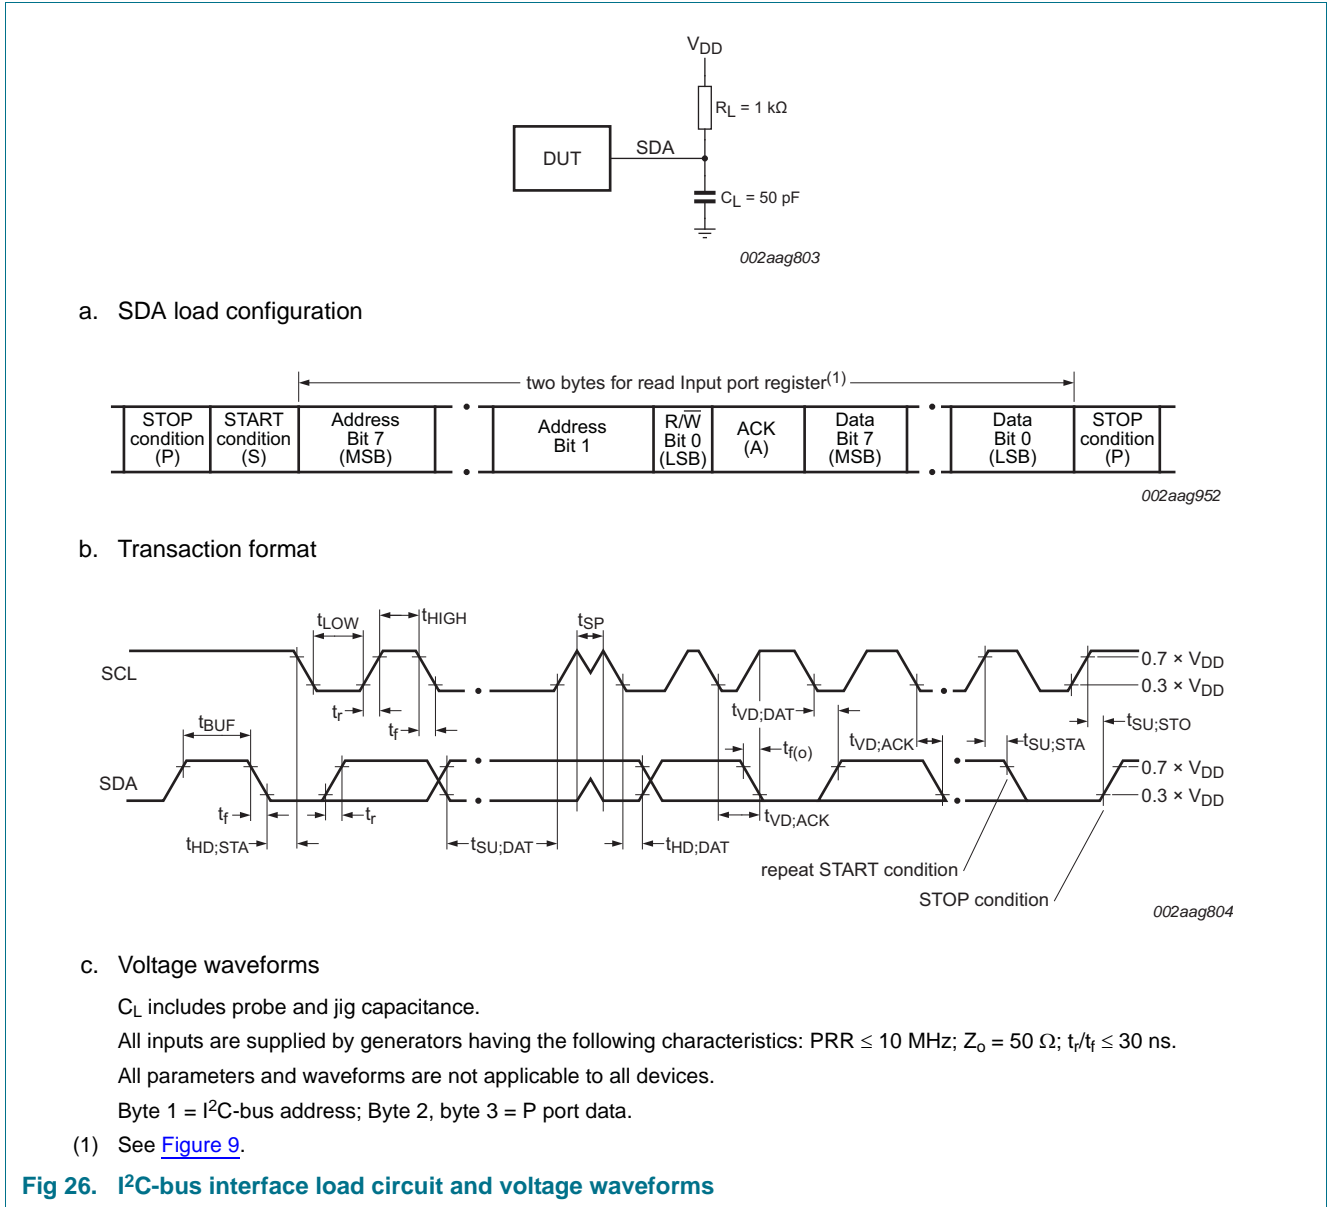 VDD
RL = 1 kΩ
DUT
SDA
CL = 50 pF
002aag803
a. SDA load configuration
two bytes for read Input port register(1)
STOP condition (P)
START condition (S)
Address Bit 7 (MSB)
Address Bit 1
R/W̅ Bit 0 (LSB)
ACK (A)
Data Bit 7 (MSB)
Data Bit 0 (LSB)
STOP condition (P)
002aag952
b. Transaction format
tLOW
tHIGH
tSP
SCL
0.7 × VDD
0.3 × VDD
tr
tf
tVD;DAT
tSU;STO
tBUF
tf(o)
tVD;ACK
tSU;STA
SDA
0.7 × VDD
0.3 × VDD
tf
tr
tVD;ACK
tHD;STA
tSU;DAT
tHD;DAT
repeat START condition
STOP condition
002aag804
c. Voltage waveforms
CL includes probe and jig capacitance.
All inputs are supplied by generators having the following characteristics: PRR ≤ 10 MHz; Zo = 50 Ω; tr/tf ≤ 30 ns.
All parameters and waveforms are not applicable to all devices.
Byte 1 = I2C-bus address; Byte 2, byte 3 = P port data.
(1) See Figure 9.
Fig 26. I2C-bus interface load circuit and voltage waveforms